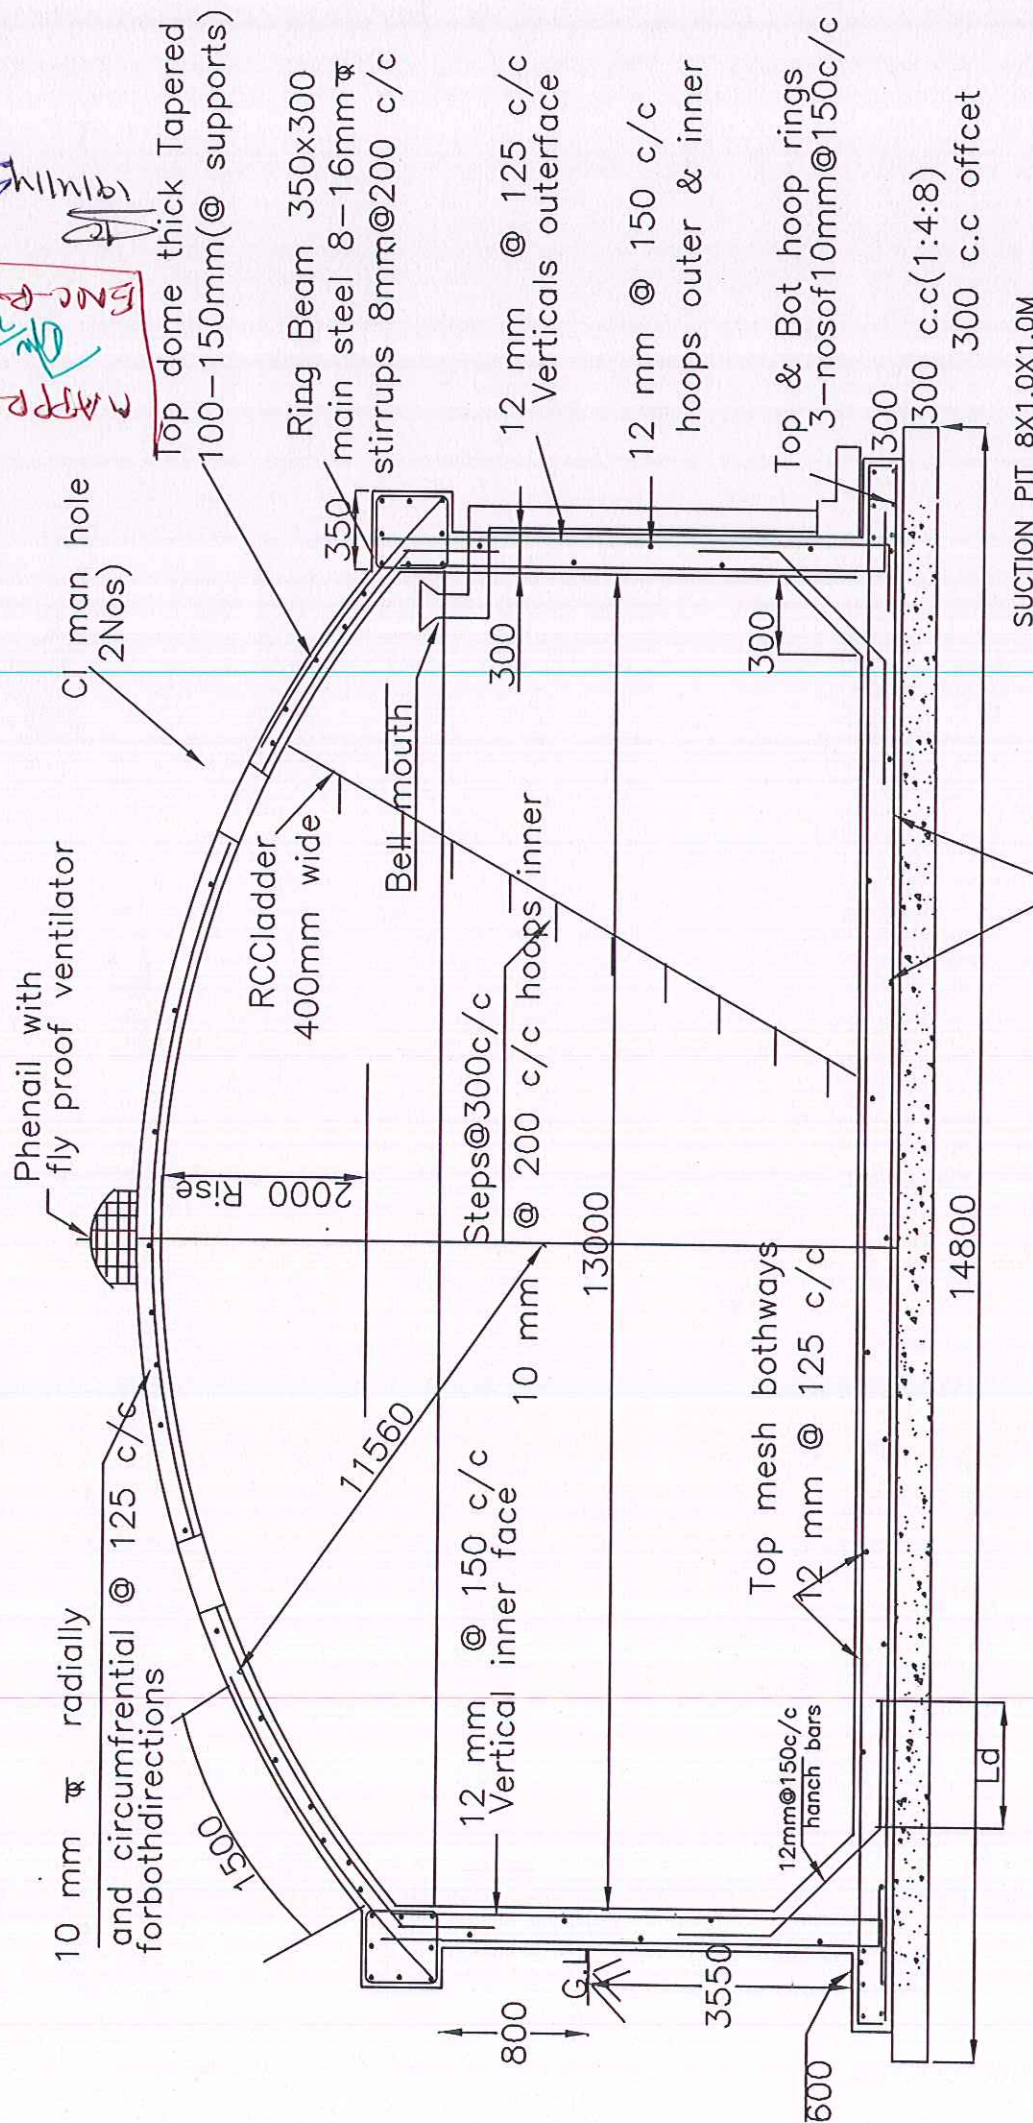 Phenail with
fly proof ventilator
C) man hole
2Nos)
Top dome thick Tapered
100-150mm(@ supports)
10 mm radially
and circumfrential @ 125 c/c
forbothdirections
1500
Rise
2000
11560
RCCladder
400mm wide
Bell mouth
350
Ring Beam 350x300
main steel 8-16mm
stirrups 8mm@200 c/c
12 mm @ 125 c/c
Verticals outerface
12 mm @ 150 c/c
hoops outer & inner
Top & Bot hoop rings
3-nosof10mm@150c/c
Steps@300c/c
10 mm @ 200 c/c hoops inner
12 mm @ 150 c/c
Vertical inner face
13000
300
300
800
G.L
3550
600
Top mesh bothways
12 mm @ 125 c/c
12mm@150c/c
hanch bars
Ld
300
300 c.c(1:4:8)
300 c.c offcet
14800
SUCTION PIT 8X1.0X1.0M